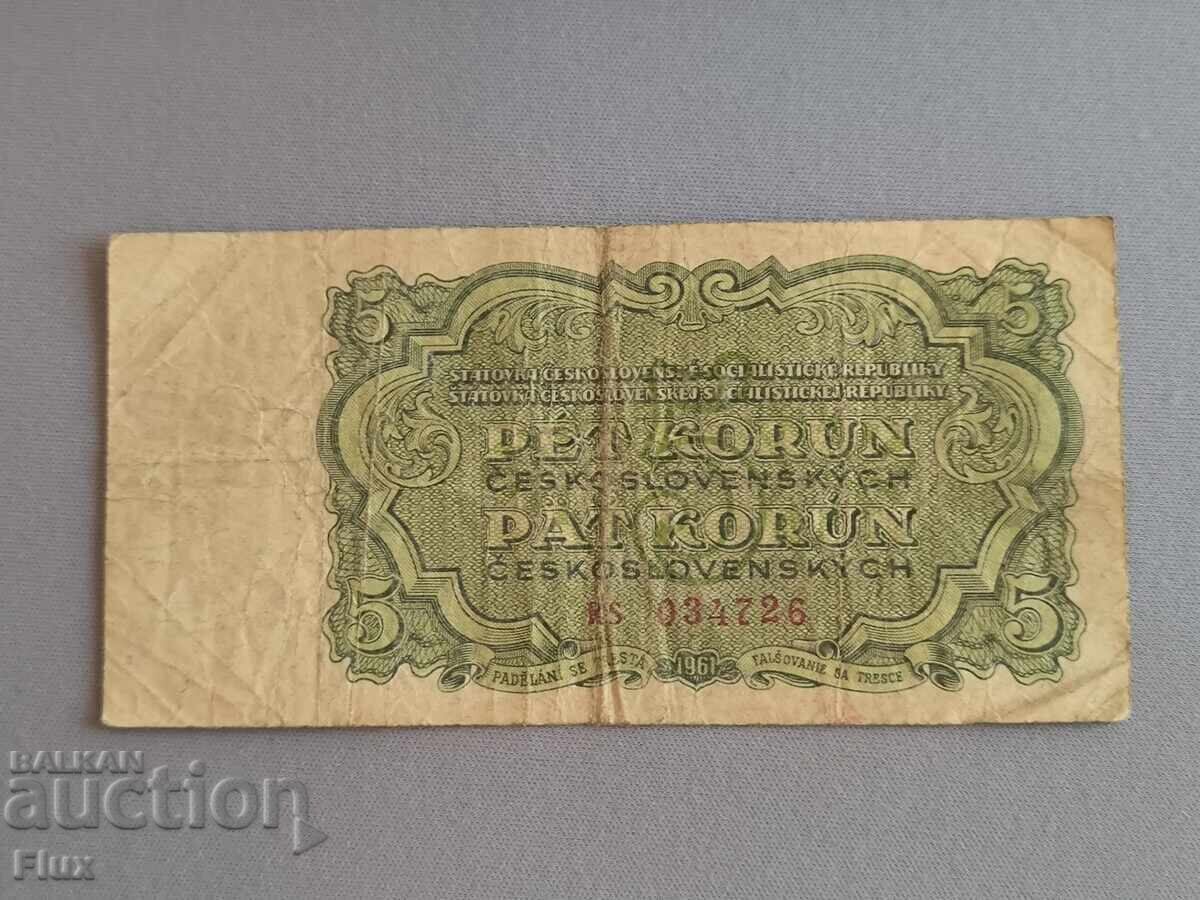 5 5
STÁTOVKA ČESKOSLOVENSKÉ SOCIALISTICKÉ REPUBLIKY
ŠTÁTOVKA ČESKOSLOVENSKEJ SOCIALISTICKEJ REPUBLIKY
PĚT KORUN
ČESKOSLOVENSKÝCH
PÄŤ KORÚN
ČESKOSLOVENSKÝCH
RS 034726
5 5
PADĚLÁNÍ SE TRESTÁ 1961 FALŠOVANIE SA TRESCE
BALKAN
auction
Flux